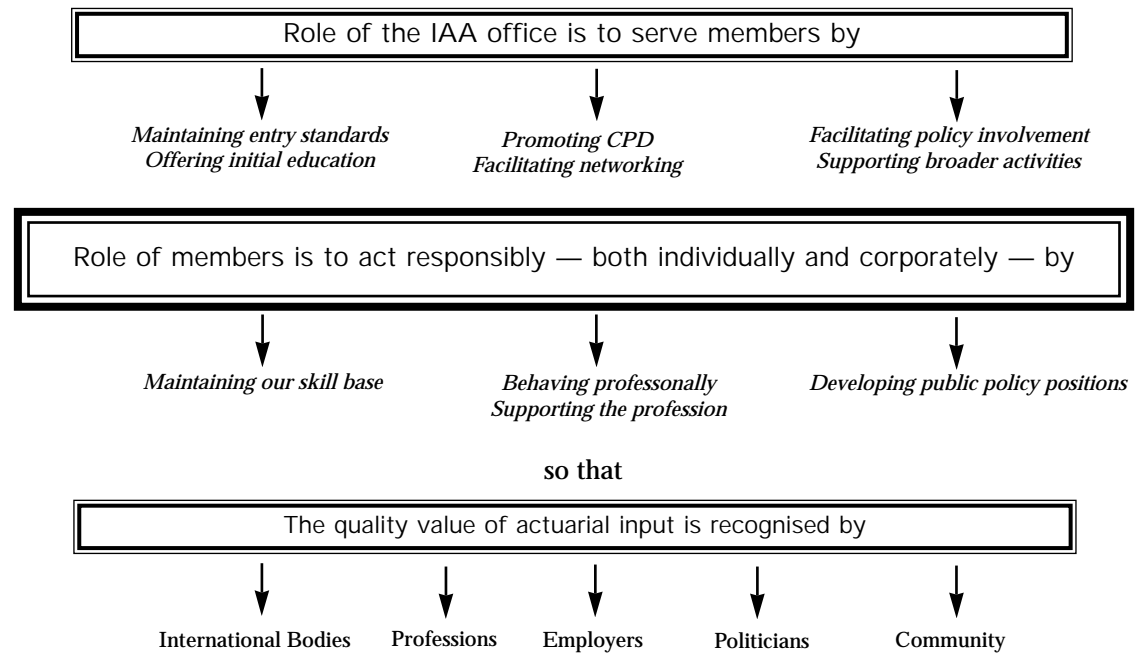 Role of the IAA office is to serve members by
Maintaining entry standards
Offering initial education
Promoting CPD
Facilitating networking
Facilitating policy involvement
Supporting broader activities
Role of members is to act responsibly — both individually and corporately — by
Maintaining our skill base
Behaving professonally
Supporting the profession
Developing public policy positions
so that
The quality value of actuarial input is recognised by
International Bodies
Professions
Employers
Politicians
Community